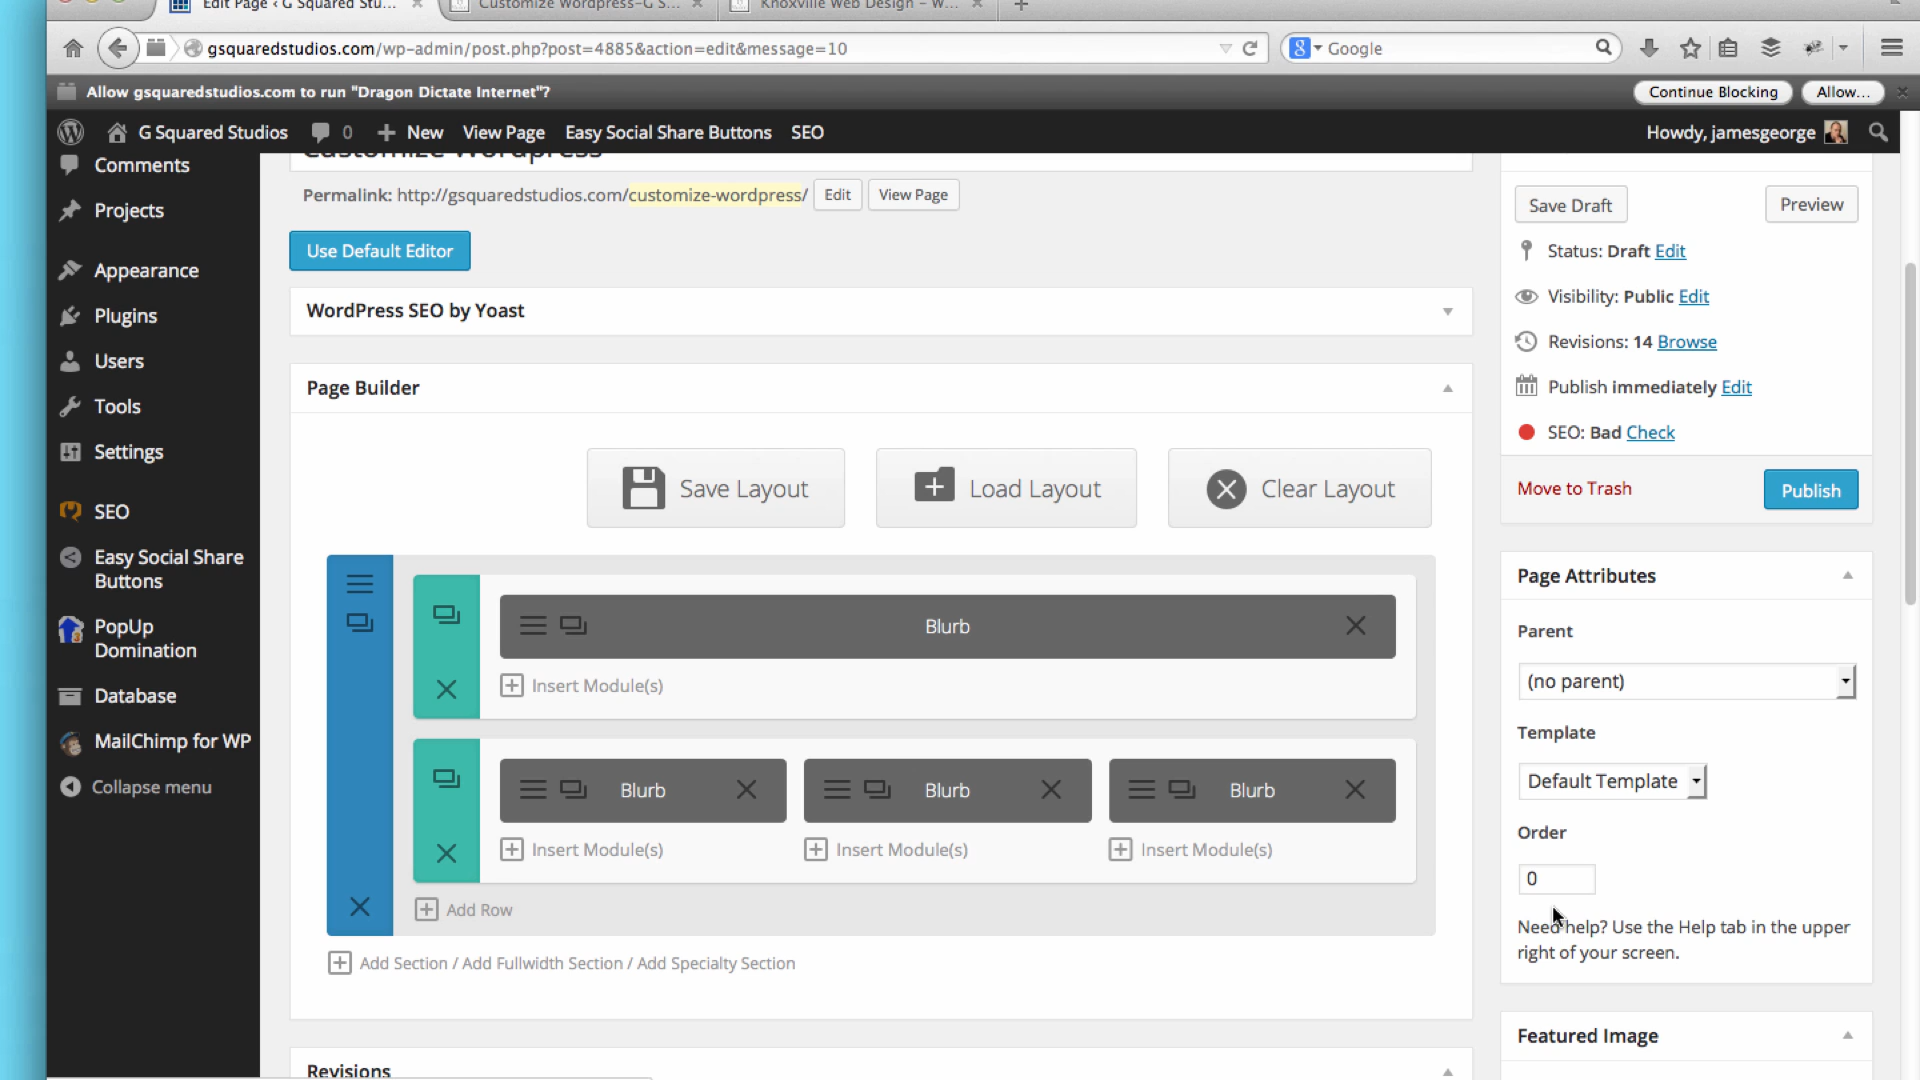 Edit Page ‹ G Squared Stu...
Customize Wordpress–G S...
Knoxville Web Design – W...
gsquaredstudios.com/wp-admin/post.php?post=4885&action=edit&message=10
Google
Allow gsquaredstudios.com to run "Dragon Dictate Internet"?
Continue Blocking
Allow...
G Squared Studios
0
New
View Page
Easy Social Share Buttons
SEO
Howdy, jamesgeorge
Comments
Projects
Appearance
Plugins
Users
Tools
Settings
SEO
Easy Social Share
Buttons
PopUp
Domination
Database
MailChimp for WP
Collapse menu
Customize Wordpress
Permalink: http://gsquaredstudios.com/customize-wordpress/
Edit
View Page
Use Default Editor
WordPress SEO by Yoast
Page Builder
Save Layout
Load Layout
Clear Layout
Blurb
Insert Module(s)
Blurb
Blurb
Blurb
Insert Module(s)
Insert Module(s)
Insert Module(s)
Add Row
Add Section / Add Fullwidth Section / Add Specialty Section
Revisions
Save Draft
Preview
Status: Draft Edit
Visibility: Public Edit
Revisions: 14 Browse
Publish immediately Edit
SEO: Bad Check
Move to Trash
Publish
Page Attributes
Parent
(no parent)
Template
Default Template
Order
0
Need help? Use the Help tab in the upper
right of your screen.
Featured Image